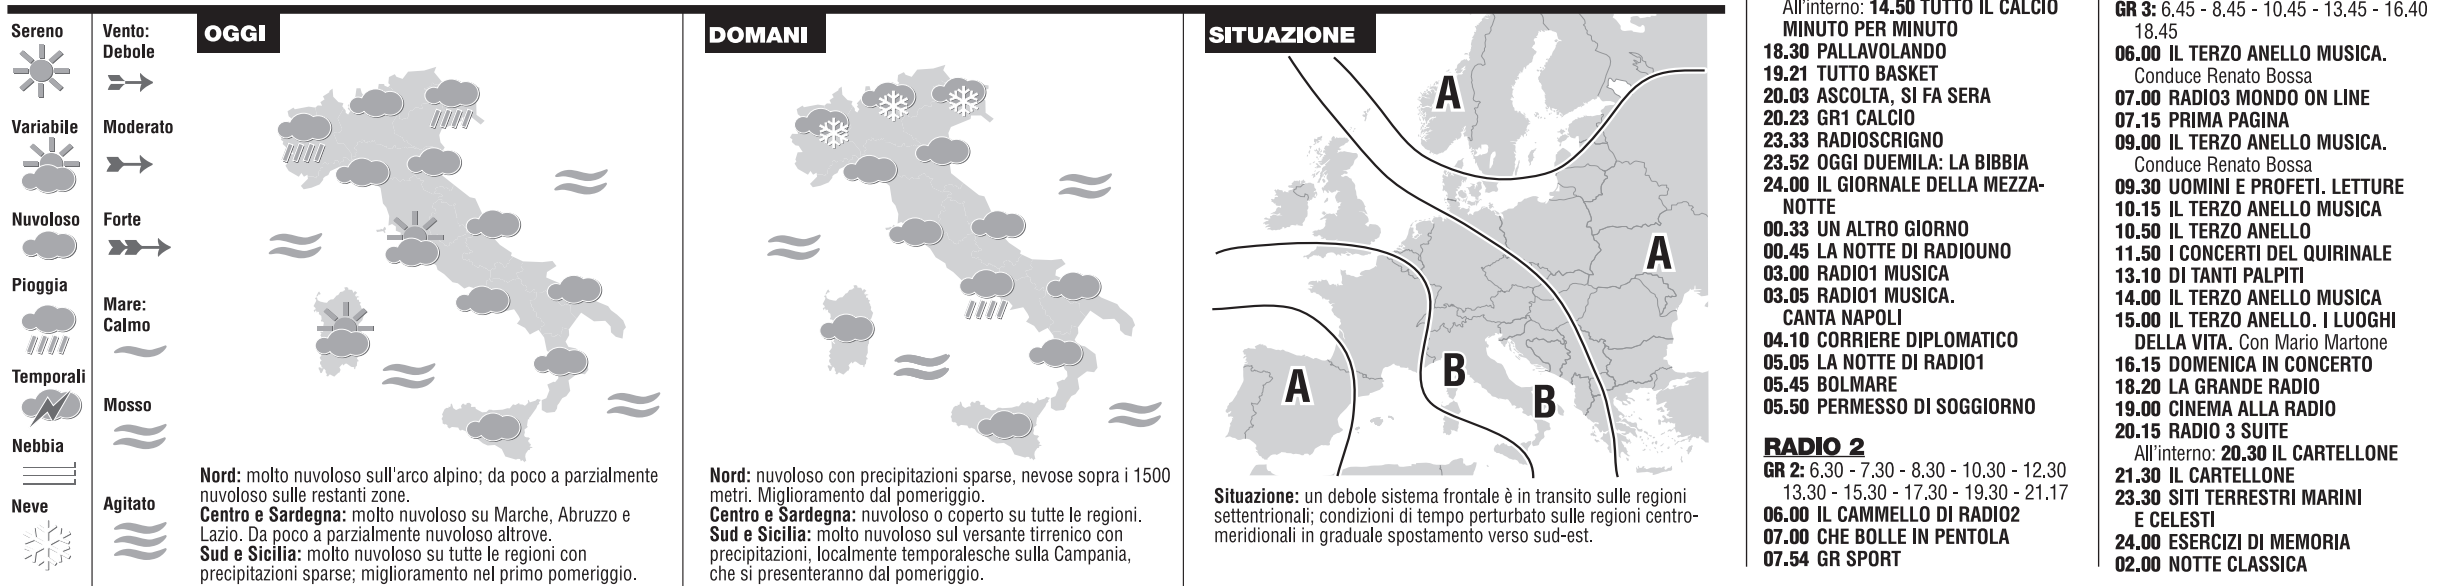 Sereno
Variabile
Nuvoloso
Pioggia
Temporali
Nebbia
Neve
Vento:
Debole
Moderato
Forte
Mare:
Calmo
Mosso
Agitato
OGGI
Nord: molto nuvoloso sull'arco alpino; da poco a parzialmente
nuvoloso sulle restanti zone.
Centro e Sardegna: molto nuvoloso su Marche, Abruzzo e
Lazio. Da poco a parzialmente nuvoloso altrove.
Sud e Sicilia: molto nuvoloso su tutte le regioni con
precipitazioni sparse; miglioramento nel primo pomeriggio.
DOMANI
Nord: nuvoloso con precipitazioni sparse, nevose sopra i 1500
metri. Miglioramento dal pomeriggio.
Centro e Sardegna: nuvoloso o coperto su tutte le regioni.
Sud e Sicilia: molto nuvoloso sul versante tirrenico con
precipitazioni, localmente temporalesche sulla Campania,
che si presenteranno dal pomeriggio.
SITUAZIONE
A
A
B
A
B
Situazione: un debole sistema frontale è in transito sulle regioni
settentrionali; condizioni di tempo perturbato sulle regioni centro-
meridionali in graduale spostamento verso sud-est.
All'interno: 14.50 TUTTO IL CALCIO
MINUTO PER MINUTO
18.30 PALLAVOLANDO
19.21 TUTTO BASKET
20.03 ASCOLTA, SI FA SERA
20.23 GR1 CALCIO
23.33 RADIOSCRIGNO
23.52 OGGI DUEMILA: LA BIBBIA
24.00 IL GIORNALE DELLA MEZZA-
NOTTE
00.33 UN ALTRO GIORNO
00.45 LA NOTTE DI RADIOUNO
03.00 RADIO1 MUSICA
03.05 RADIO1 MUSICA.
CANTA NAPOLI
04.10 CORRIERE DIPLOMATICO
05.05 LA NOTTE DI RADIO1
05.45 BOLMARE
05.50 PERMESSO DI SOGGIORNO
RADIO 2
GR 2: 6.30 - 7.30 - 8.30 - 10.30 - 12.30
13.30 - 15.30 - 17.30 - 19.30 - 21.17
06.00 IL CAMMELLO DI RADIO2
07.00 CHE BOLLE IN PENTOLA
07.54 GR SPORT
GR 3: 6.45 - 8.45 - 10.45 - 13.45 - 16.40
18.45
06.00 IL TERZO ANELLO MUSICA.
Conduce Renato Bossa
07.00 RADIO3 MONDO ON LINE
07.15 PRIMA PAGINA
09.00 IL TERZO ANELLO MUSICA.
Conduce Renato Bossa
09.30 UOMINI E PROFETI. LETTURE
10.15 IL TERZO ANELLO MUSICA
10.50 IL TERZO ANELLO
11.50 I CONCERTI DEL QUIRINALE
13.10 DI TANTI PALPITI
14.00 IL TERZO ANELLO MUSICA
15.00 IL TERZO ANELLO. I LUOGHI
DELLA VITA. Con Mario Martone
16.15 DOMENICA IN CONCERTO
18.20 LA GRANDE RADIO
19.00 CINEMA ALLA RADIO
20.15 RADIO 3 SUITE
All'interno: 20.30 IL CARTELLONE
21.30 IL CARTELLONE
23.30 SITI TERRESTRI MARINI
E CELESTI
24.00 ESERCIZI DI MEMORIA
02.00 NOTTE CLASSICA